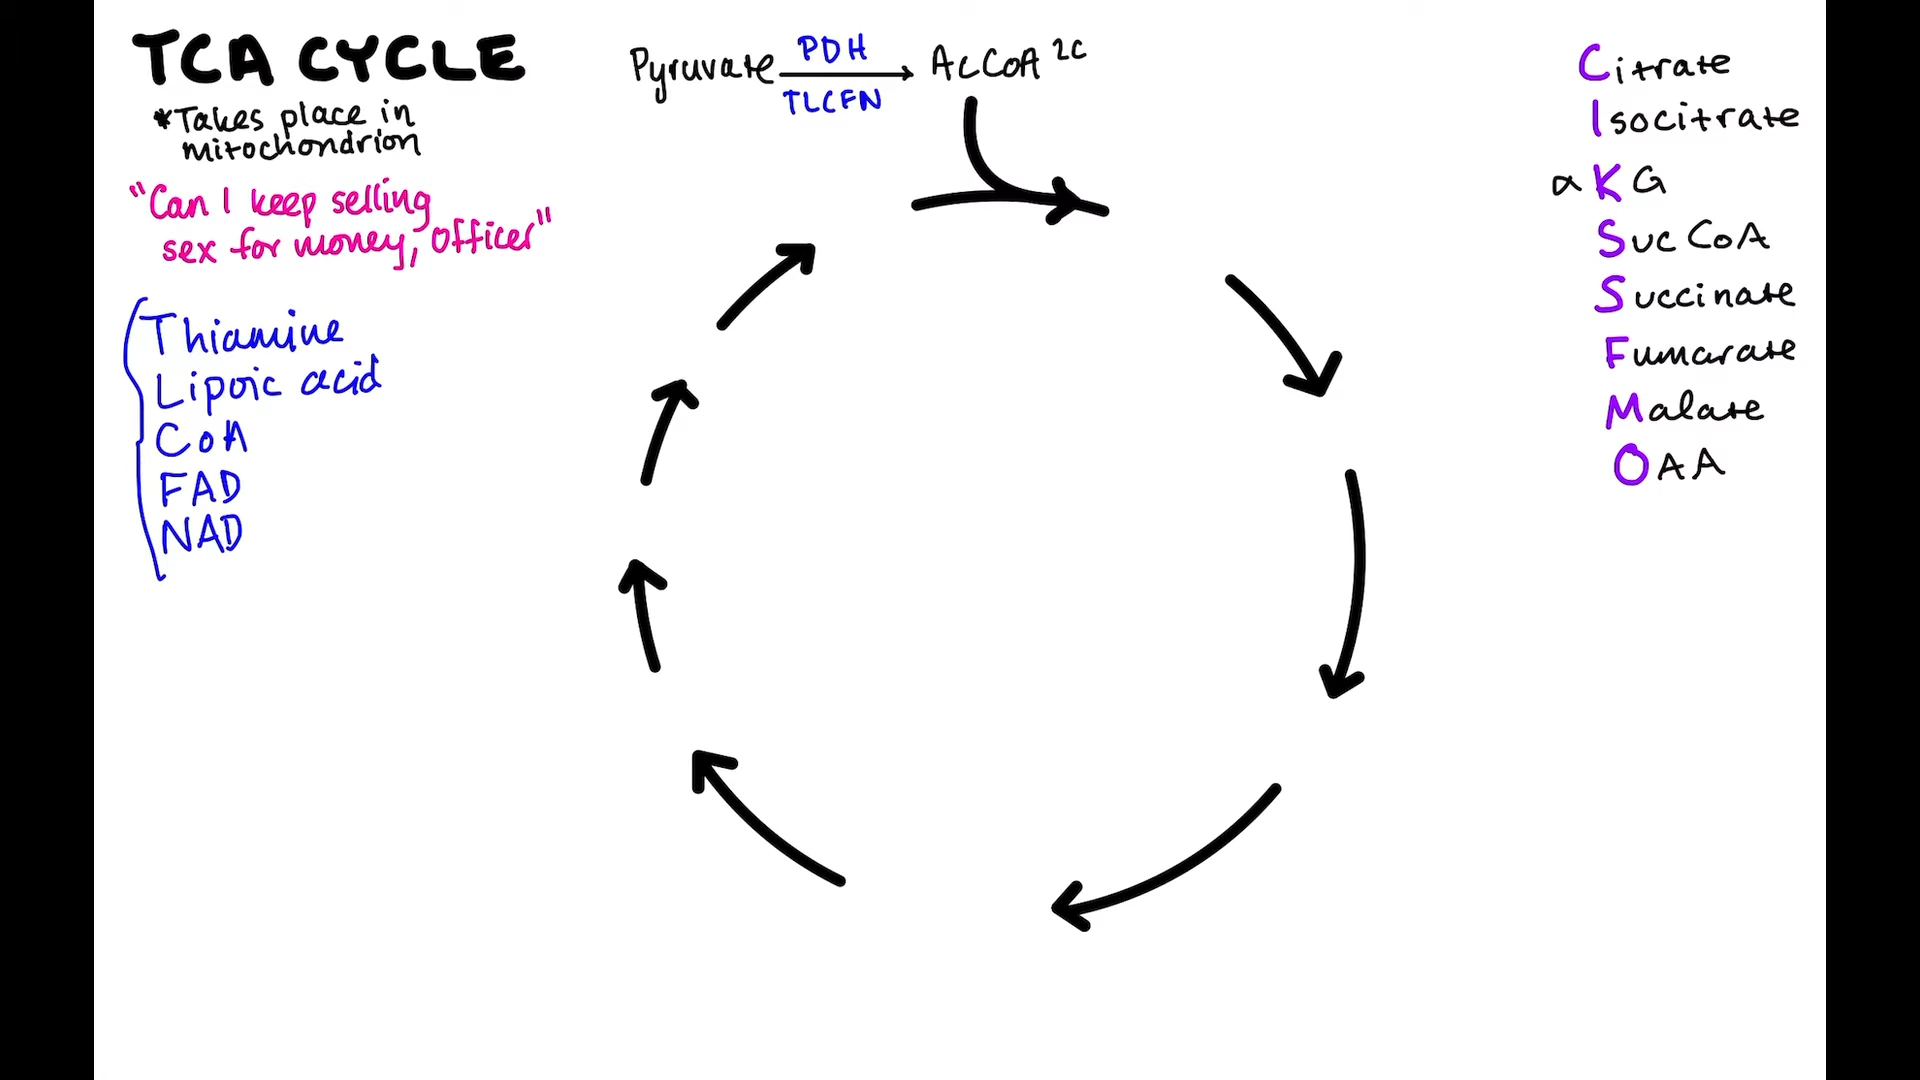 TCA CYCLE
*Takes place in
mitochondrion
"Can I keep selling
sex for money, officer"
Thiamine
Lipoic acid
CoA
FAD
NAD
Pyruvate PDH AcCoA 2C
TLCFN
Citrate
Isocitrate
αKG
SucCoA
Succinate
Fumarate
Malate
OAA